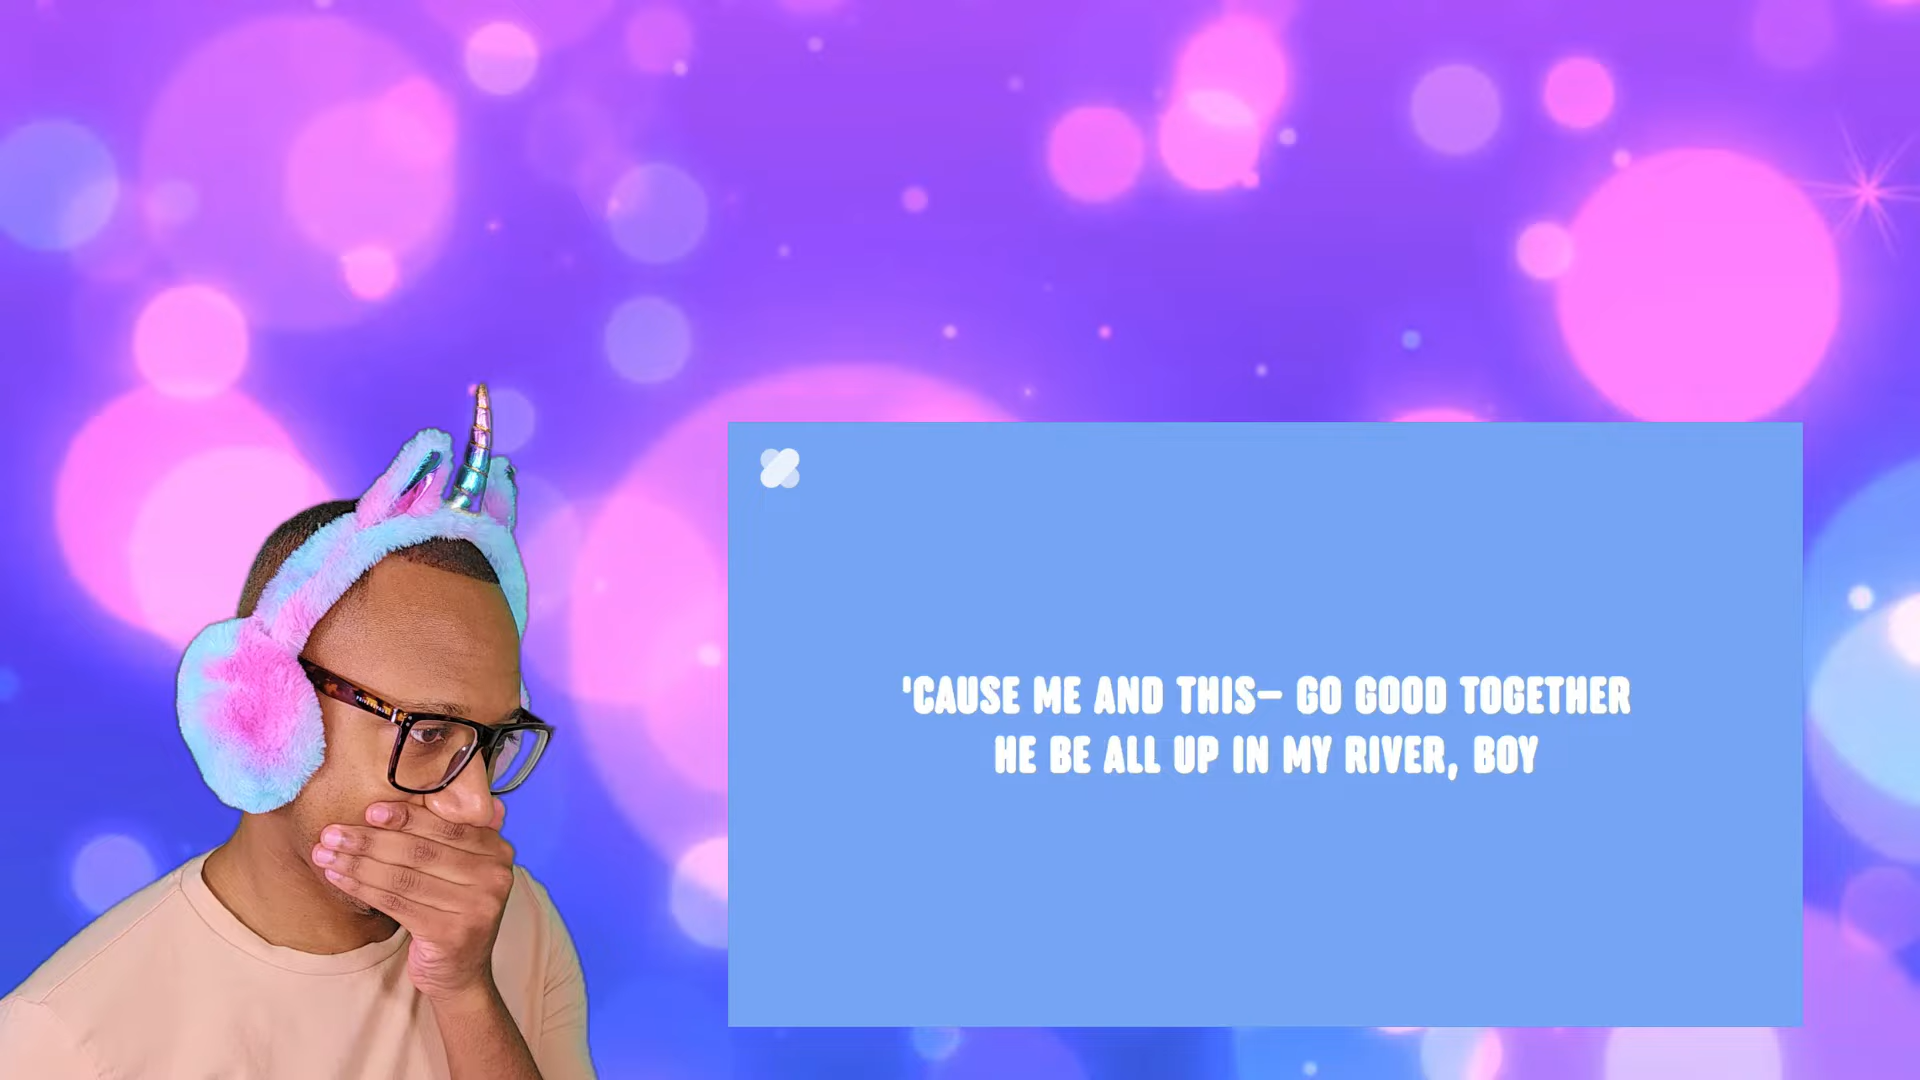 'CAUSE ME AND THIS— GO GOOD TOGETHER
HE BE ALL UP IN MY RIVER, BOY